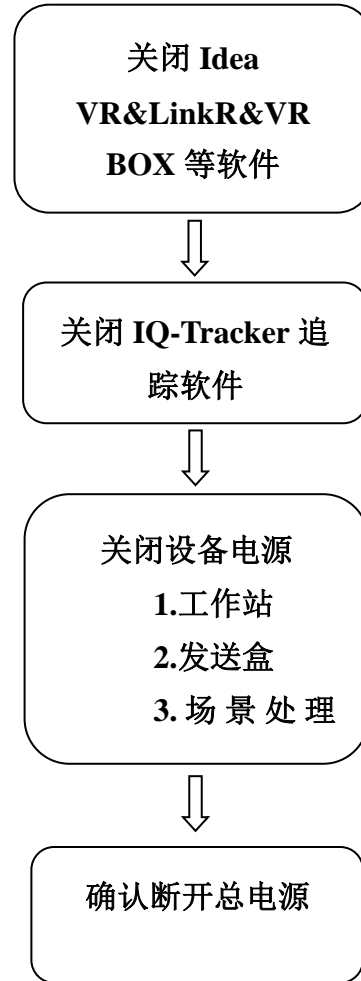 关闭 Idea
VR&LinkR&VR
BOX 等软件
关闭 IQ-Tracker 追
踪软件
关闭设备电源
1.工作站
2.发送盒
3. 场 景 处 理
确认断开总电源